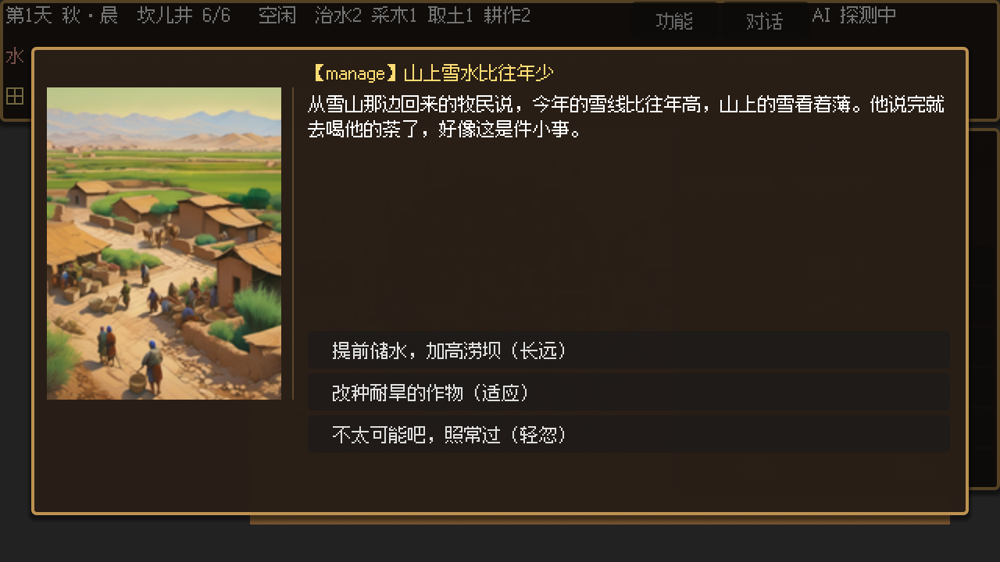 第1天 秋·晨 坎儿井 6/6 空闲 治水2 采木1 取土1 耕作2 功能 对话 AI 探测中
水
田
【manage】山上雪水比往年少
从雪山那边回来的牧民说，今年的雪线比往年高，山上的雪看着薄。他说完就
去喝他的茶了，好像这是件小事。
提前储水，加高涝坝（长远）
改种耐旱的作物（适应）
不太可能吧，照常过（轻忽）